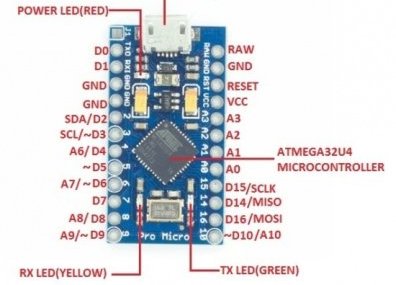 POWER LED(RED)
J1
D0
TX0
RAW
RAW
D1
RX1
GND
GND
GND
GND
RST
RESET
GND
GND
VCC
VCC
SDA/D2
2
A3
A3
SCL/~D3
3
A2
A2
A6/D4
4
A1
A1
~D5
5
A0
A0
A7/~D6
6
15
D15/SCLK
D7
7
14
D14/MISO
A8/D8
8
16
D16/MOSI
A9/~D9
9
10
~D10/A10
ATMEGA32U4
MICROCONTROLLER
Pro Micro
RX LED(YELLOW)
TX LED(GREEN)